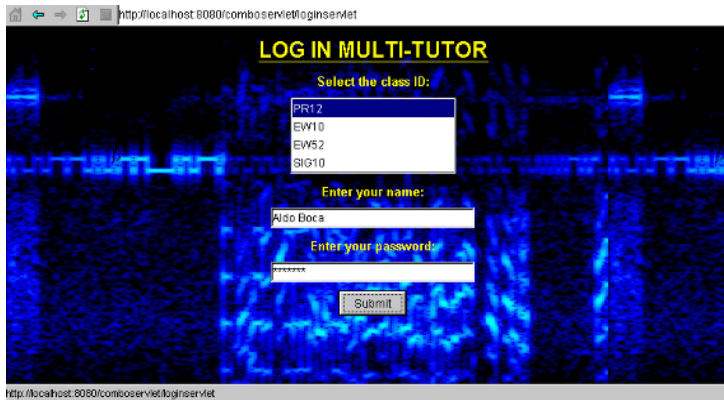 http://localhost:8080/comboservlet/loginservlet
LOG IN MULTI-TUTOR
Select the class ID:
PR12
EW10
EW52
SIG10
Enter your name:
Aldo Boca
Enter your password:
*******
Submit
http://localhost:8080/comboservlet/loginservlet